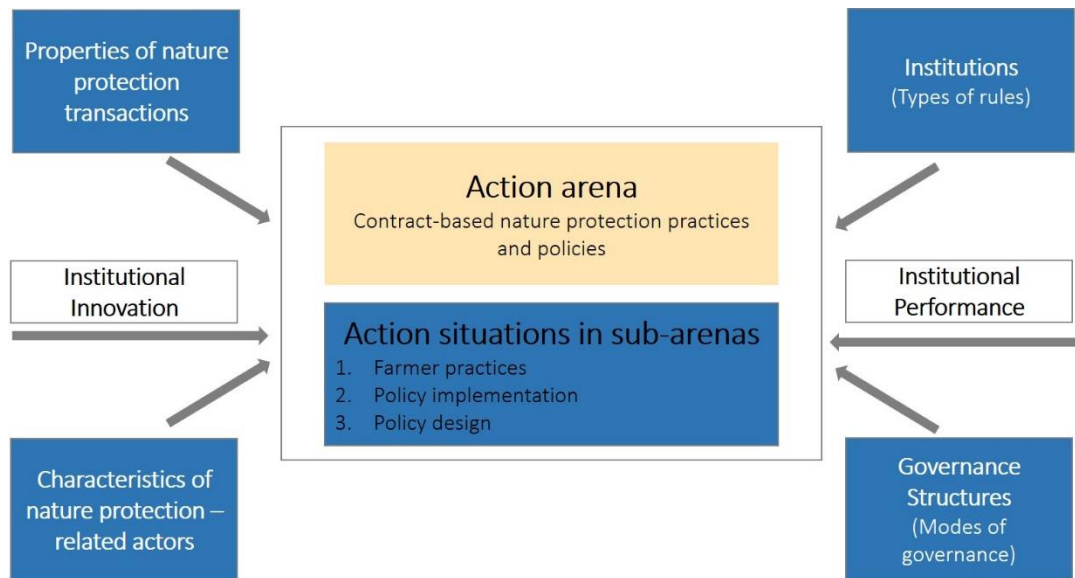 Properties of nature
protection
transactions
Institutions
(Types of rules)
Action arena
Contract-based nature protection practices
and policies
Institutional
Innovation
Institutional
Performance
Action situations in sub-arenas
1. Farmer practices
2. Policy implementation
3. Policy design
Characteristics of
nature protection –
related actors
Governance
Structures
(Modes of
governance)